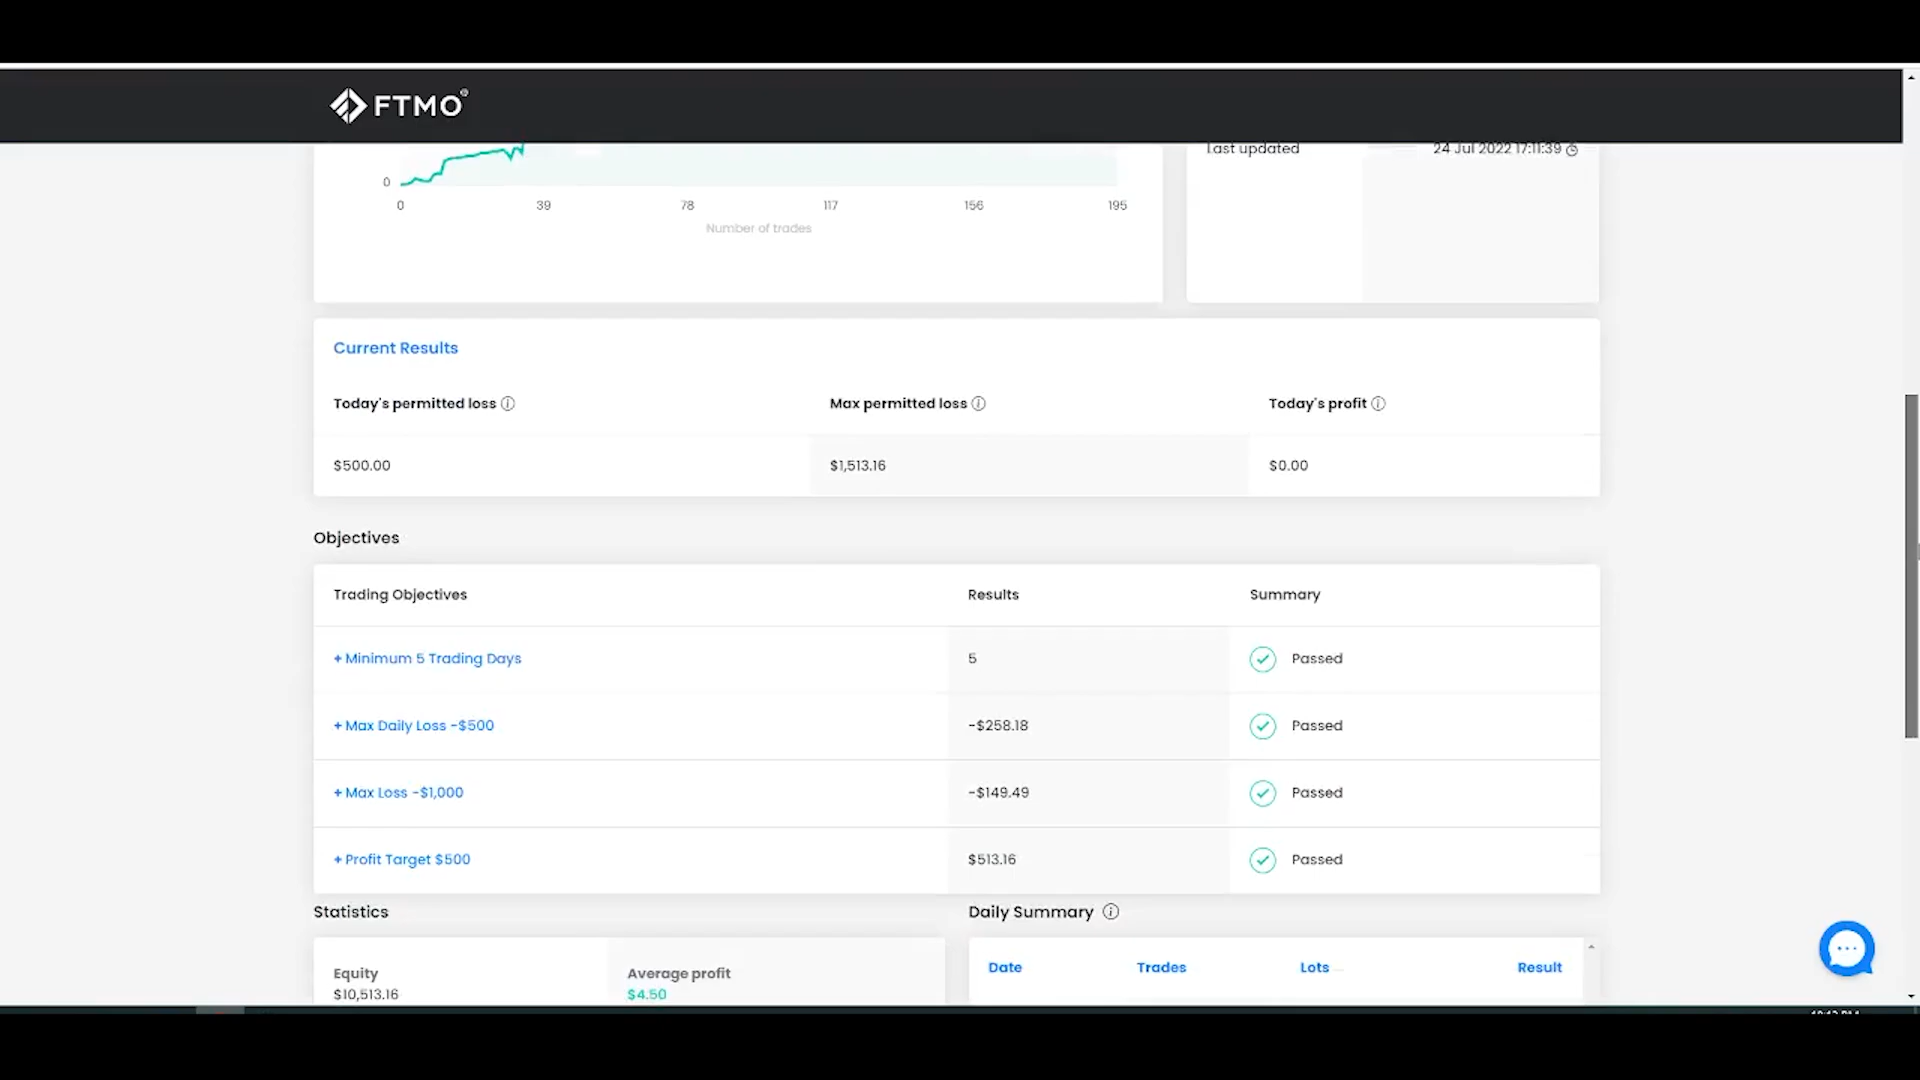 FTMO®
0
0 39 78 117 156 195
Number of trades
Last updated 24 Jul 2022 17:11:39
Current Results
Today's permitted loss Max permitted loss Today's profit
$500.00 $1,513.16 $0.00
Objectives
Trading Objectives Results Summary
+ Minimum 5 Trading Days 5 Passed
+ Max Daily Loss -$500 -$258.18 Passed
+ Max Loss -$1,000 -$149.49 Passed
+ Profit Target $500 $513.16 Passed
Statistics Daily Summary
Equity Average profit
$10,513.16 $4.50
Date Trades Lots Result